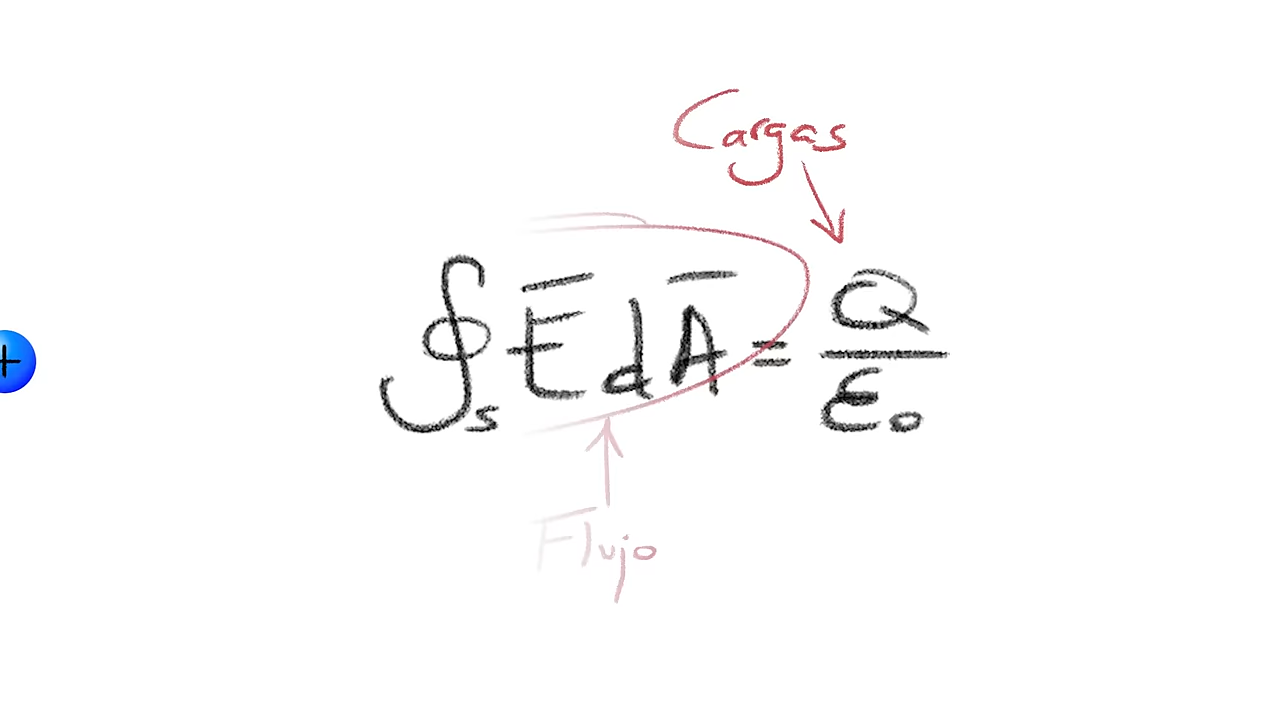 Cargas
∮s E̅ dA̅ = Q/ε₀
Flujo
+